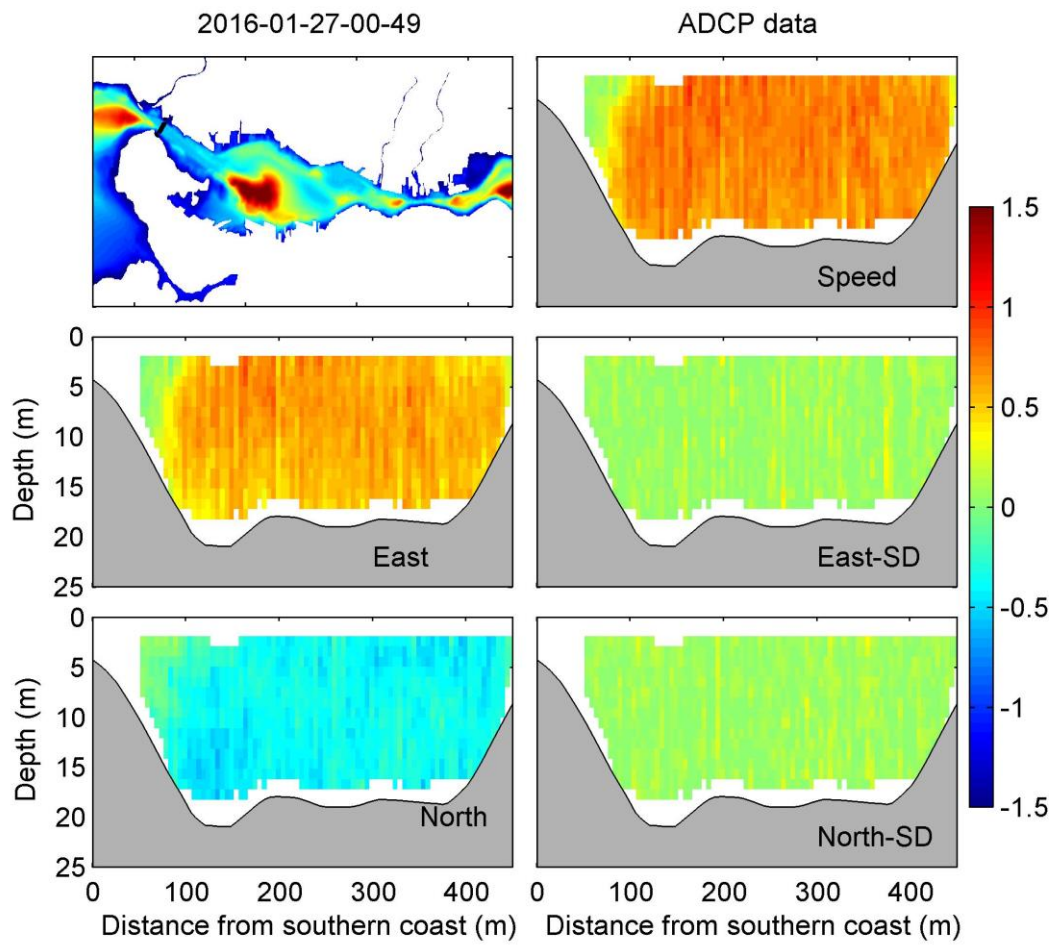 2016-01-27-00-49
ADCP data
Speed
1.5
1
0.5
0
-0.5
-1
-1.5
0
5
10
15
20
25
Depth (m)
East
East-SD
0
5
10
15
20
25
Depth (m)
North
North-SD
0 100 200 300 400
Distance from southern coast (m)
0 100 200 300 400
Distance from southern coast (m)